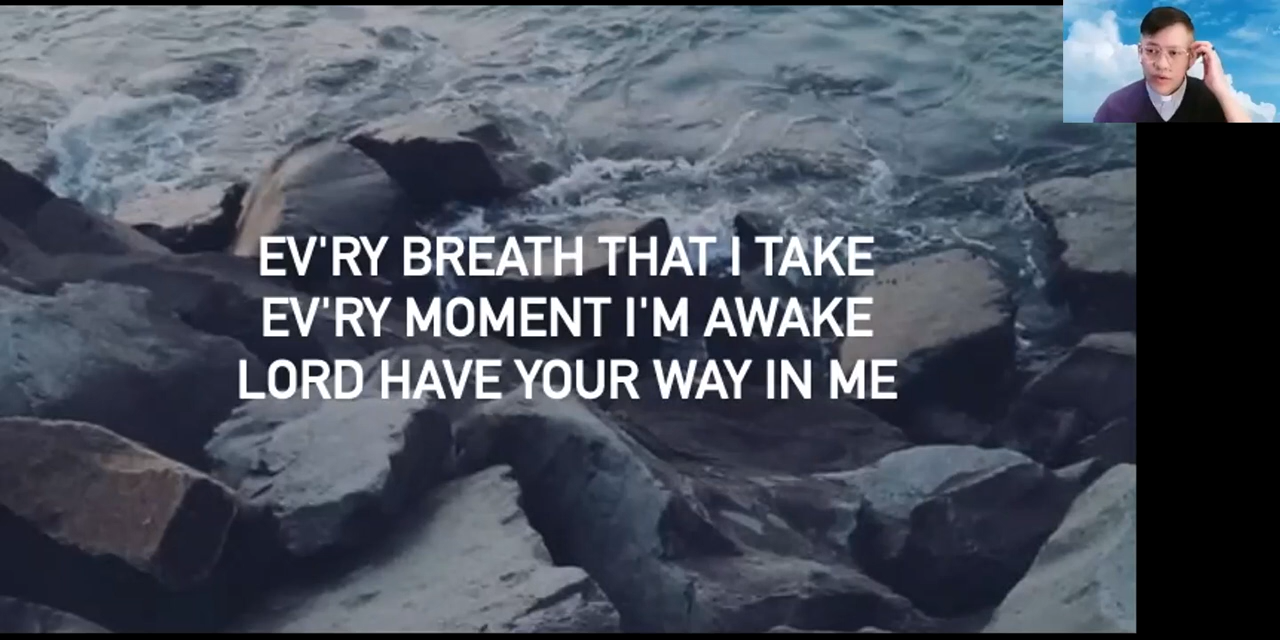 EV'RY BREATH THAT I TAKE
EV'RY MOMENT I'M AWAKE
LORD HAVE YOUR WAY IN ME